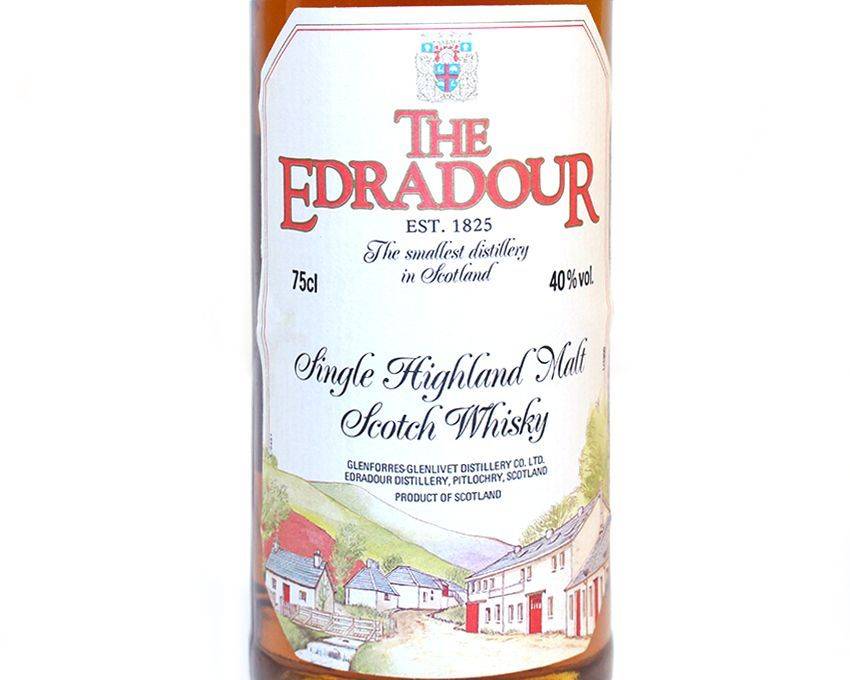 THE
EDRADOUR
EST. 1825
The smallest distillery
in Scotland
75cl
40% vol.
Single Highland Malt
Scotch Whisky
GLENFORRES-GLENLIVET DISTILLERY CO. LTD.
EDRADOUR DISTILLERY, PITLOCHRY, SCOTLAND
PRODUCT OF SCOTLAND